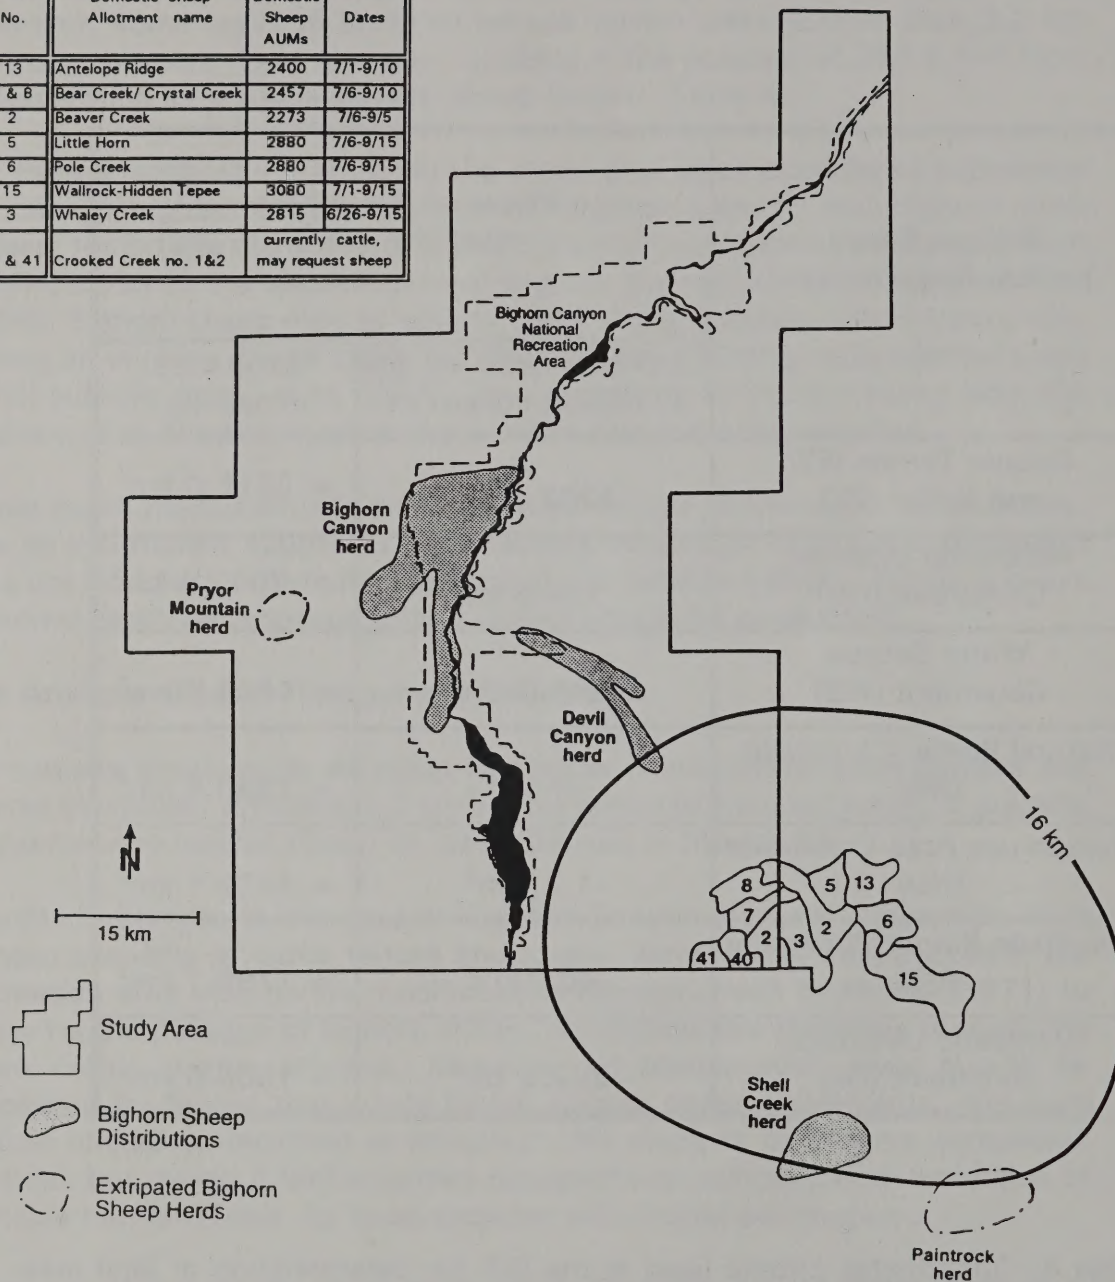 No. Allotment name Sheep Dates
AUMs
13 Antelope Ridge 2400 7/1-9/10
& 8 Bear Creek/ Crystal Creek 2457 7/6-9/10
2 Beaver Creek 2273 7/6-9/5
5 Little Horn 2880 7/6-9/15
6 Pole Creek 2880 7/6-9/15
15 Wallrock-Hidden Tepee 3080 7/1-9/15
3 Whaley Creek 2815 6/26-9/15
currently cattle,
& 41 Crooked Creek no. 1&2 may request sheep
Bighorn Canyon
National
Recreation
Area
Bighorn
Canyon
herd
Pryor
Mountain
herd
Devil
Canyon
herd
16 km
N
15 km
8
5
13
7
2
3
2
6
41
40
15
Study Area
Bighorn Sheep
Distributions
Extripated Bighorn
Sheep Herds
Shell
Creek
herd
Paintrock
herd